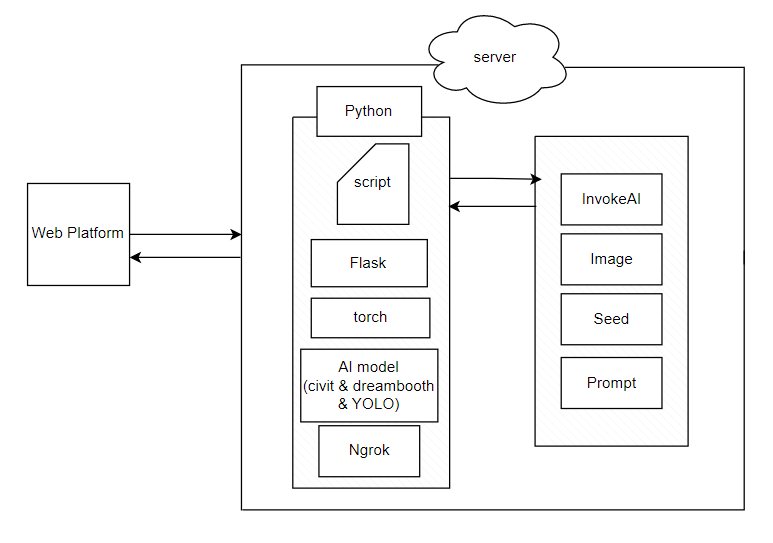 server
Python
script
Flask
torch
AI model
(civit & dreambooth
& YOLO)
Ngrok
Web Platform
InvokeAI
Image
Seed
Prompt